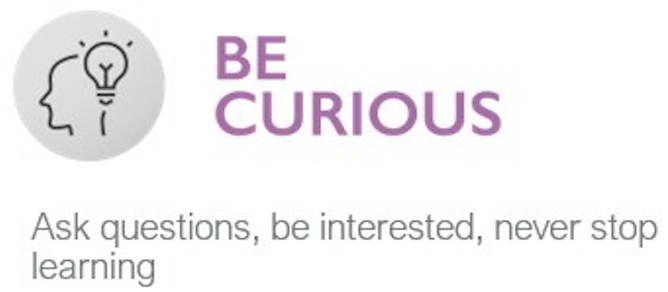 BE
CURIOUS
Ask questions, be interested, never stop
learning